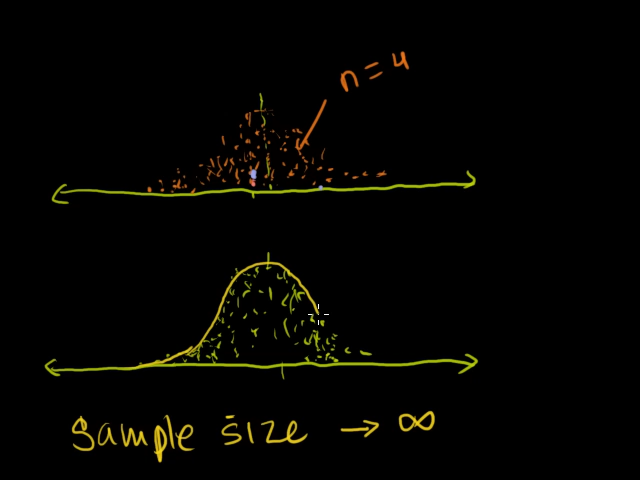 n = 4
sample size → ∞